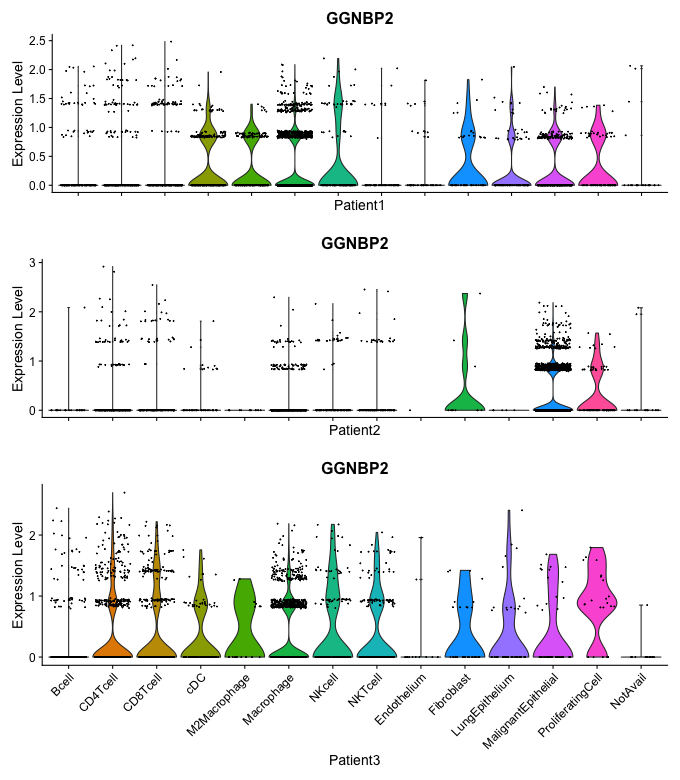 GGNBP2
Expression Level
2.5
2.0
1.5
1.0
0.5
0.0
Patient1
GGNBP2
Expression Level
3
2
1
0
Patient2
GGNBP2
Expression Level
2
1
0
Bcell
CD4Tcell
CD8Tcell
cDC
M2Macrophage
Macrophage
NKcell
NKTcell
Endothelium
Fibroblast
LungEpithelium
MalignantEpithelial
ProliferatingCell
NotAvail
Patient3